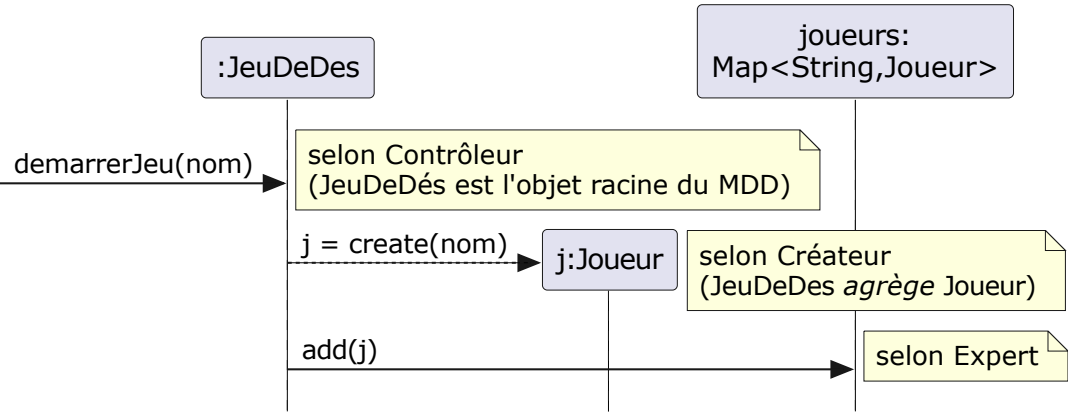 :JeuDeDes
joueurs:
Map<String,Joueur>
demarrerJeu(nom)
selon Contrôleur
(JeuDeDés est l'objet racine du MDD)
j = create(nom)
j:Joueur
selon Créateur
(JeuDeDes agrège Joueur)
add(j)
selon Expert